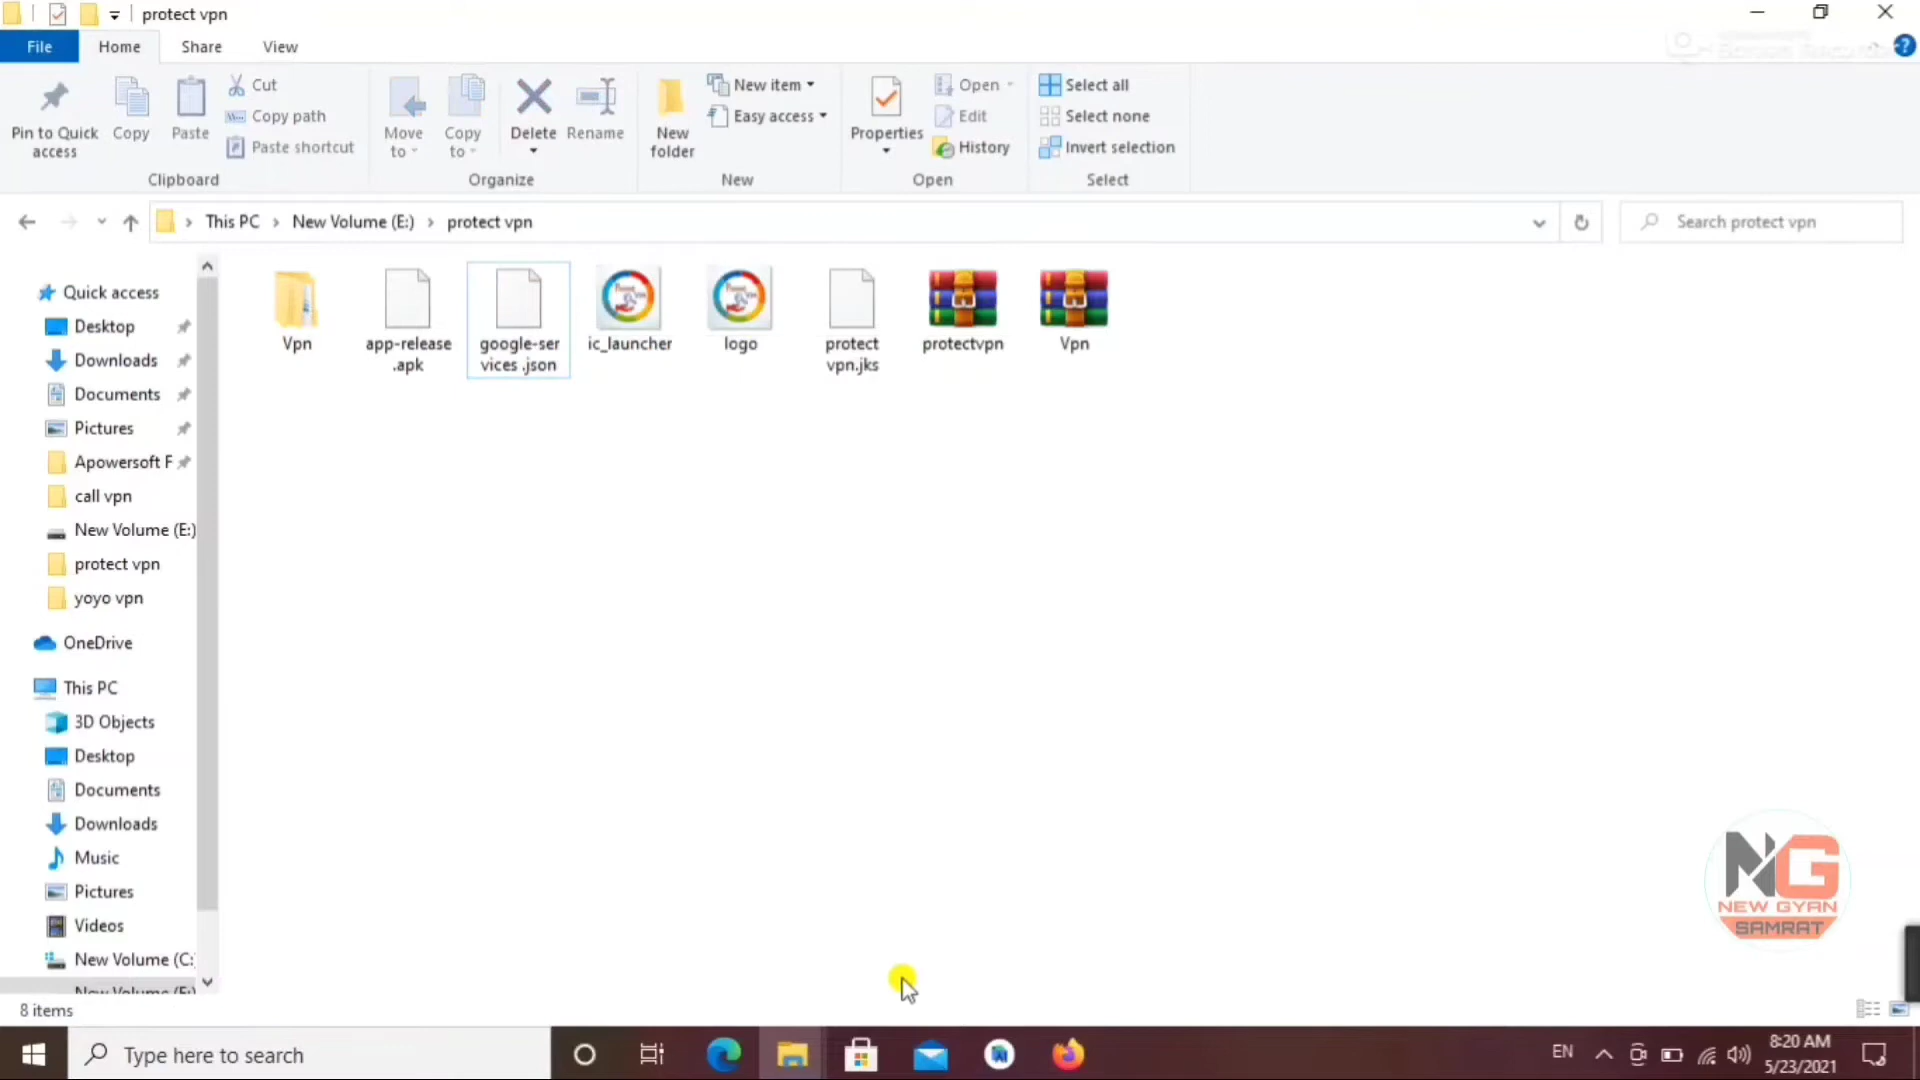 protect vpn
File
Home
Share
View
Pin to Quick
access
Copy
Paste
Cut
Copy path
Paste shortcut
Clipboard
Move
to
Copy
to
Delete
Rename
Organize
New
folder
New item
Easy access
New
Properties
Open
Edit
History
Open
Select all
Select none
Invert selection
Select
This PC
New Volume (E:)
protect vpn
Search protect vpn
Quick access
Desktop
Downloads
Documents
Pictures
Apowersoft F
call vpn
New Volume (E:)
protect vpn
yoyo vpn
OneDrive
This PC
3D Objects
Desktop
Documents
Downloads
Music
Pictures
Videos
New Volume (C:
New Volume (E:)
Vpn
app-release
.apk
google-ser
vices .json
ic_launcher
logo
protect
vpn.jks
protectvpn
Vpn
NG
NEW GYAN
SAMRAT
8 items
Type here to search
EN
8:20 AM
5/23/2021